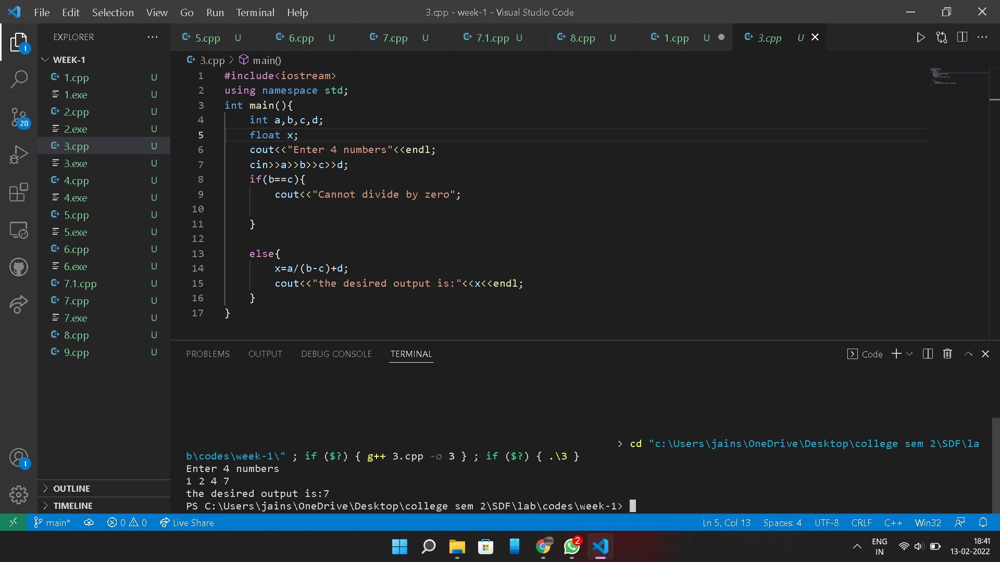 File Edit Selection View Go Run Terminal Help 3.cpp - week-1 - Visual Studio Code
EXPLORER ···
5.cpp U 6.cpp U 7.cpp U 7.1.cpp U 8.cpp U 1.cpp U 3.cpp U
1
WEEK-1
1.cpp U
1.exe U
2.cpp U
2.exe U
3.cpp U
3.exe U
4.cpp U
4.exe U
5.cpp U
5.exe U
6.cpp U
6.exe U
7.1.cpp U
7.cpp U
7.exe U
8.cpp U
9.cpp U
28
1
OUTLINE
TIMELINE
3.cpp > main()
1 #include<iostream>
2 using namespace std;
3 int main(){
4 int a,b,c,d;
5 float x;
6 cout<<"Enter 4 numbers"<<endl;
7 cin>>a>>b>>c>>d;
8 if(b==c){
9 cout<<"Cannot divide by zero";
10
11 }
12
13 else{
14 x=a/(b-c)+d;
15 cout<<"the desired output is:"<<x<<endl;
16 }
17 }
PROBLEMS OUTPUT DEBUG CONSOLE TERMINAL Code
> cd "c:\Users\jains\OneDrive\Desktop\college sem 2\SDF\la
b\codes\week-1\" ; if ($?) { g++ 3.cpp -o 3 } ; if ($?) { .\3 }
Enter 4 numbers
1 2 4 7
the desired output is:7
PS C:\Users\jains\OneDrive\Desktop\college sem 2\SDF\lab\codes\week-1>
main* 0 0 Live Share Ln 5, Col 13 Spaces: 4 UTF-8 CRLF C++ Win32
2
ENG
IN
18:41
13-02-2022